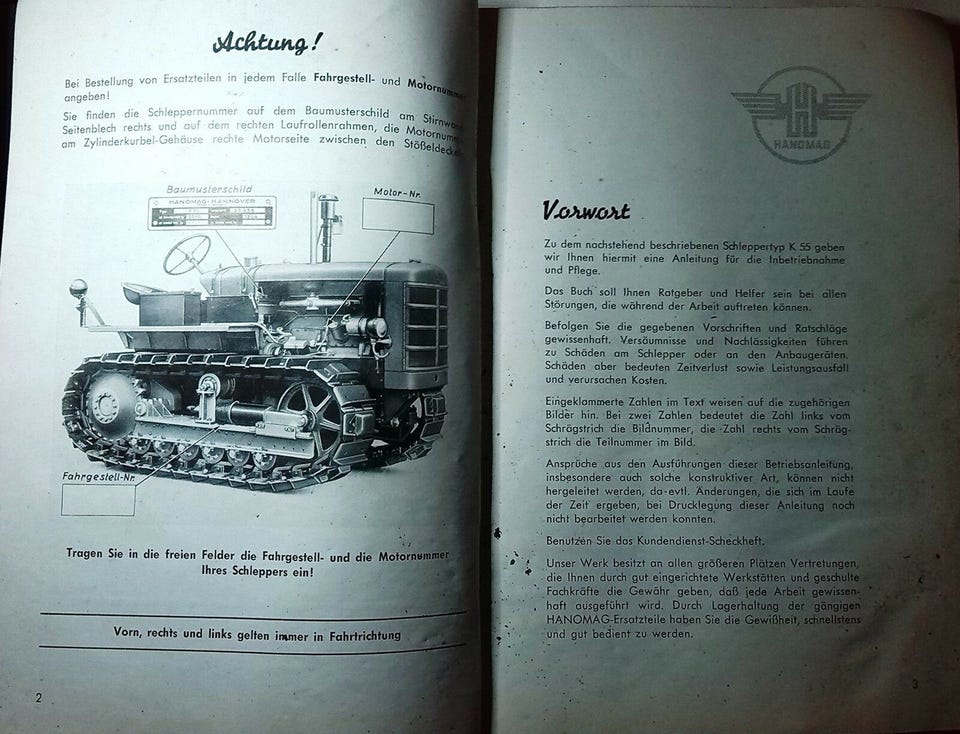 Achtung!
Bei Bestellung von Ersatzteilen in jedem Falle Fahrgestell- und
angeben!
Sie finden die Schleppernummer auf dem Baumusterschild am
Seitenblech rechts und auf dem rechten Laufrollenrahmen, die
am Zylinderkurbel-Gehäuse rechte Motorseite zwischen den
Baumusterschild
HANOMAG-HANNOVER
Motor-Nr.
Fahrgestell-Nr.
Tragen Sie in die freien Felder die Fahrgestell- und die Motornummer
Ihres Schleppers ein!
Vorn, rechts und links gelten immer in Fahrtrichtung
2
HANOMAG
Vorwort
Zu dem nachstehend beschriebenen Schleppertyp K 55 geben
wir Ihnen hiermit eine Anleitung für die Inbetriebnahme
und Pflege.
Das Buch soll Ihnen Ratgeber und Helfer sein bei allen
Störungen, die während der Arbeit auftreten können.
Befolgen Sie die gegebenen Vorschriften und Ratschläge
gewissenhaft. Versäumnisse und Nachlässigkeiten führen
zu Schäden am Schlepper oder an den Anbaugeräten.
Schäden aber bedeuten Zeitverlust sowie Leistungsausfall
und verursachen Kosten.
Eingeklammerte Zahlen im Text weisen auf die zugehörigen
Bilder hin. Bei zwei Zahlen bedeutet die Zahl links vom
Schrägstrich die Bildnummer, die Zahl rechts vom Schräg-
strich die Teilnummer im Bild.
Ansprüche aus den Ausführungen dieser Betriebsanleitung,
insbesondere auch solche konstruktiver Art, können nicht
hergeleitet werden, da evtl. Änderungen, die sich im Laufe
der Zeit ergeben, bei Drucklegung dieser Anleitung noch
nicht bearbeitet werden konnten.
Benutzen Sie das Kundendienst-Scheckheft.
Unser Werk besitzt an allen größeren Plätzen Vertretungen,
die Ihnen durch gut eingerichtete Werkstätten und geschulte
Fachkräfte die Gewähr geben, daß jede Arbeit gewissen-
haft ausgeführt wird. Durch Lagerhaltung der gängigen
HANOMAG-Ersatzteile haben Sie die Gewißheit, schnellstens
und gut bedient zu werden.
3